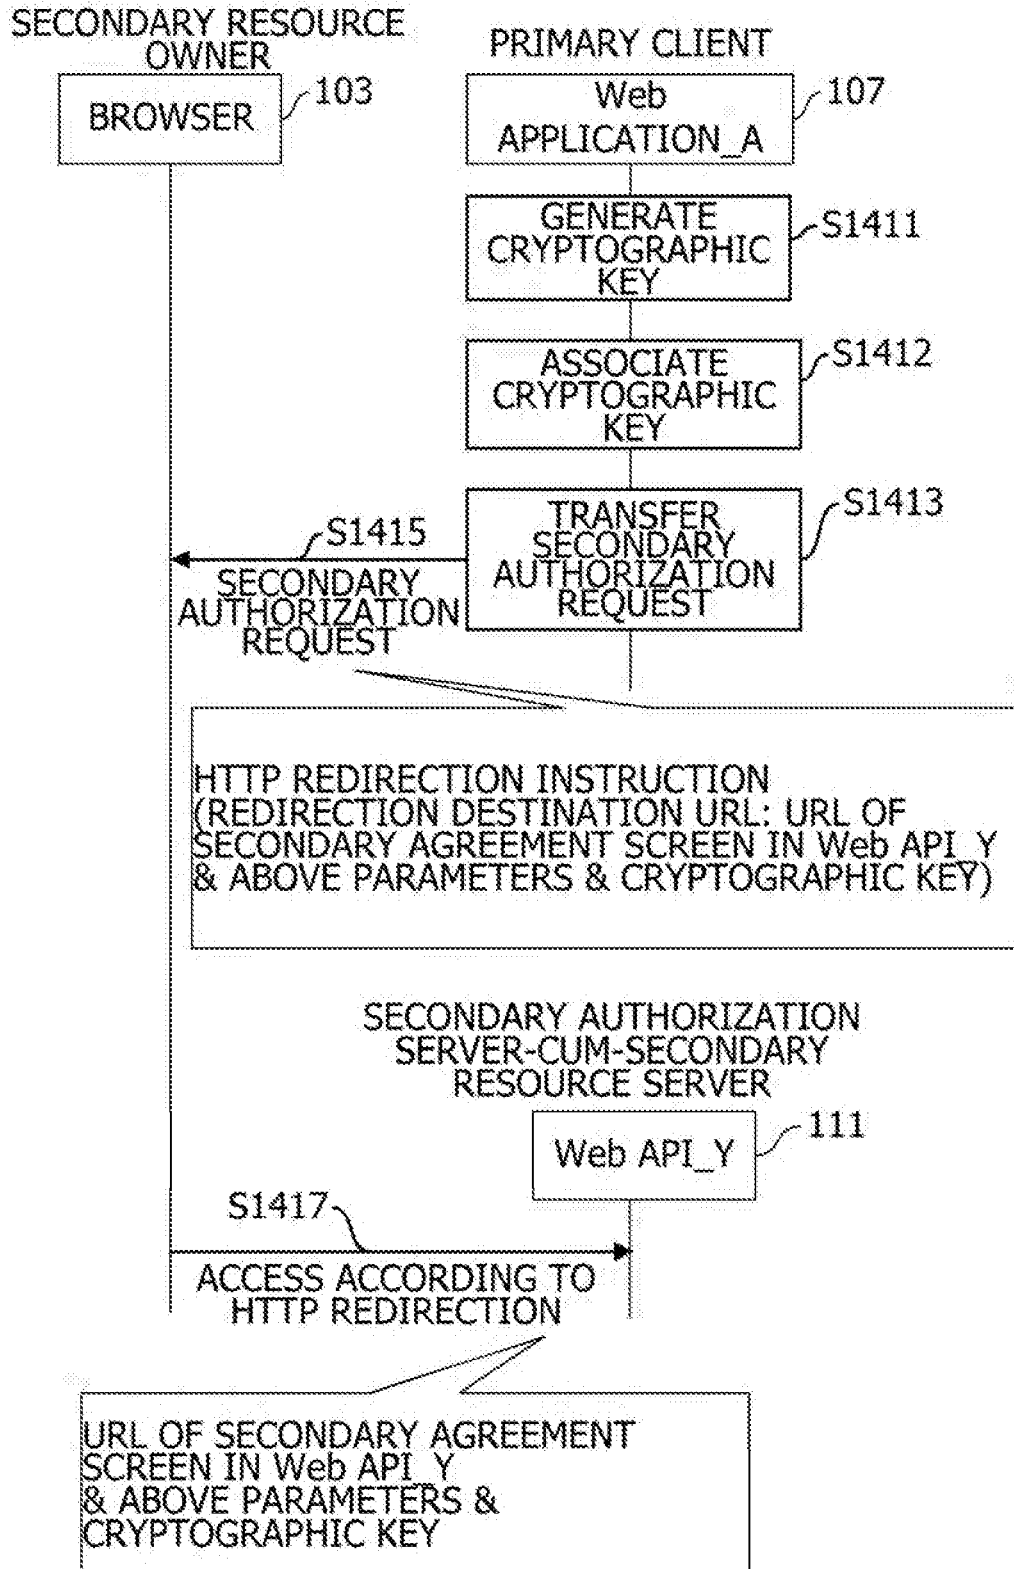 SECONDARY RESOURCE
OWNER
PRIMARY CLIENT
BROWSER
103
Web
APPLICATION_A
107
GENERATE
CRYPTOGRAPHIC
KEY
S1411
ASSOCIATE
CRYPTOGRAPHIC
KEY
S1412
TRANSFER
SECONDARY
AUTHORIZATION
REQUEST
S1413
S1415
SECONDARY
AUTHORIZATION
REQUEST
HTTP REDIRECTION INSTRUCTION
(REDIRECTION DESTINATION URL: URL OF
SECONDARY AGREEMENT SCREEN IN Web API_Y
& ABOVE PARAMETERS & CRYPTOGRAPHIC KEY)
SECONDARY AUTHORIZATION
SERVER-CUM-SECONDARY
RESOURCE SERVER
Web API_Y
111
S1417
ACCESS ACCORDING TO
HTTP REDIRECTION
URL OF SECONDARY AGREEMENT
SCREEN IN Web API_Y
& ABOVE PARAMETERS &
CRYPTOGRAPHIC KEY